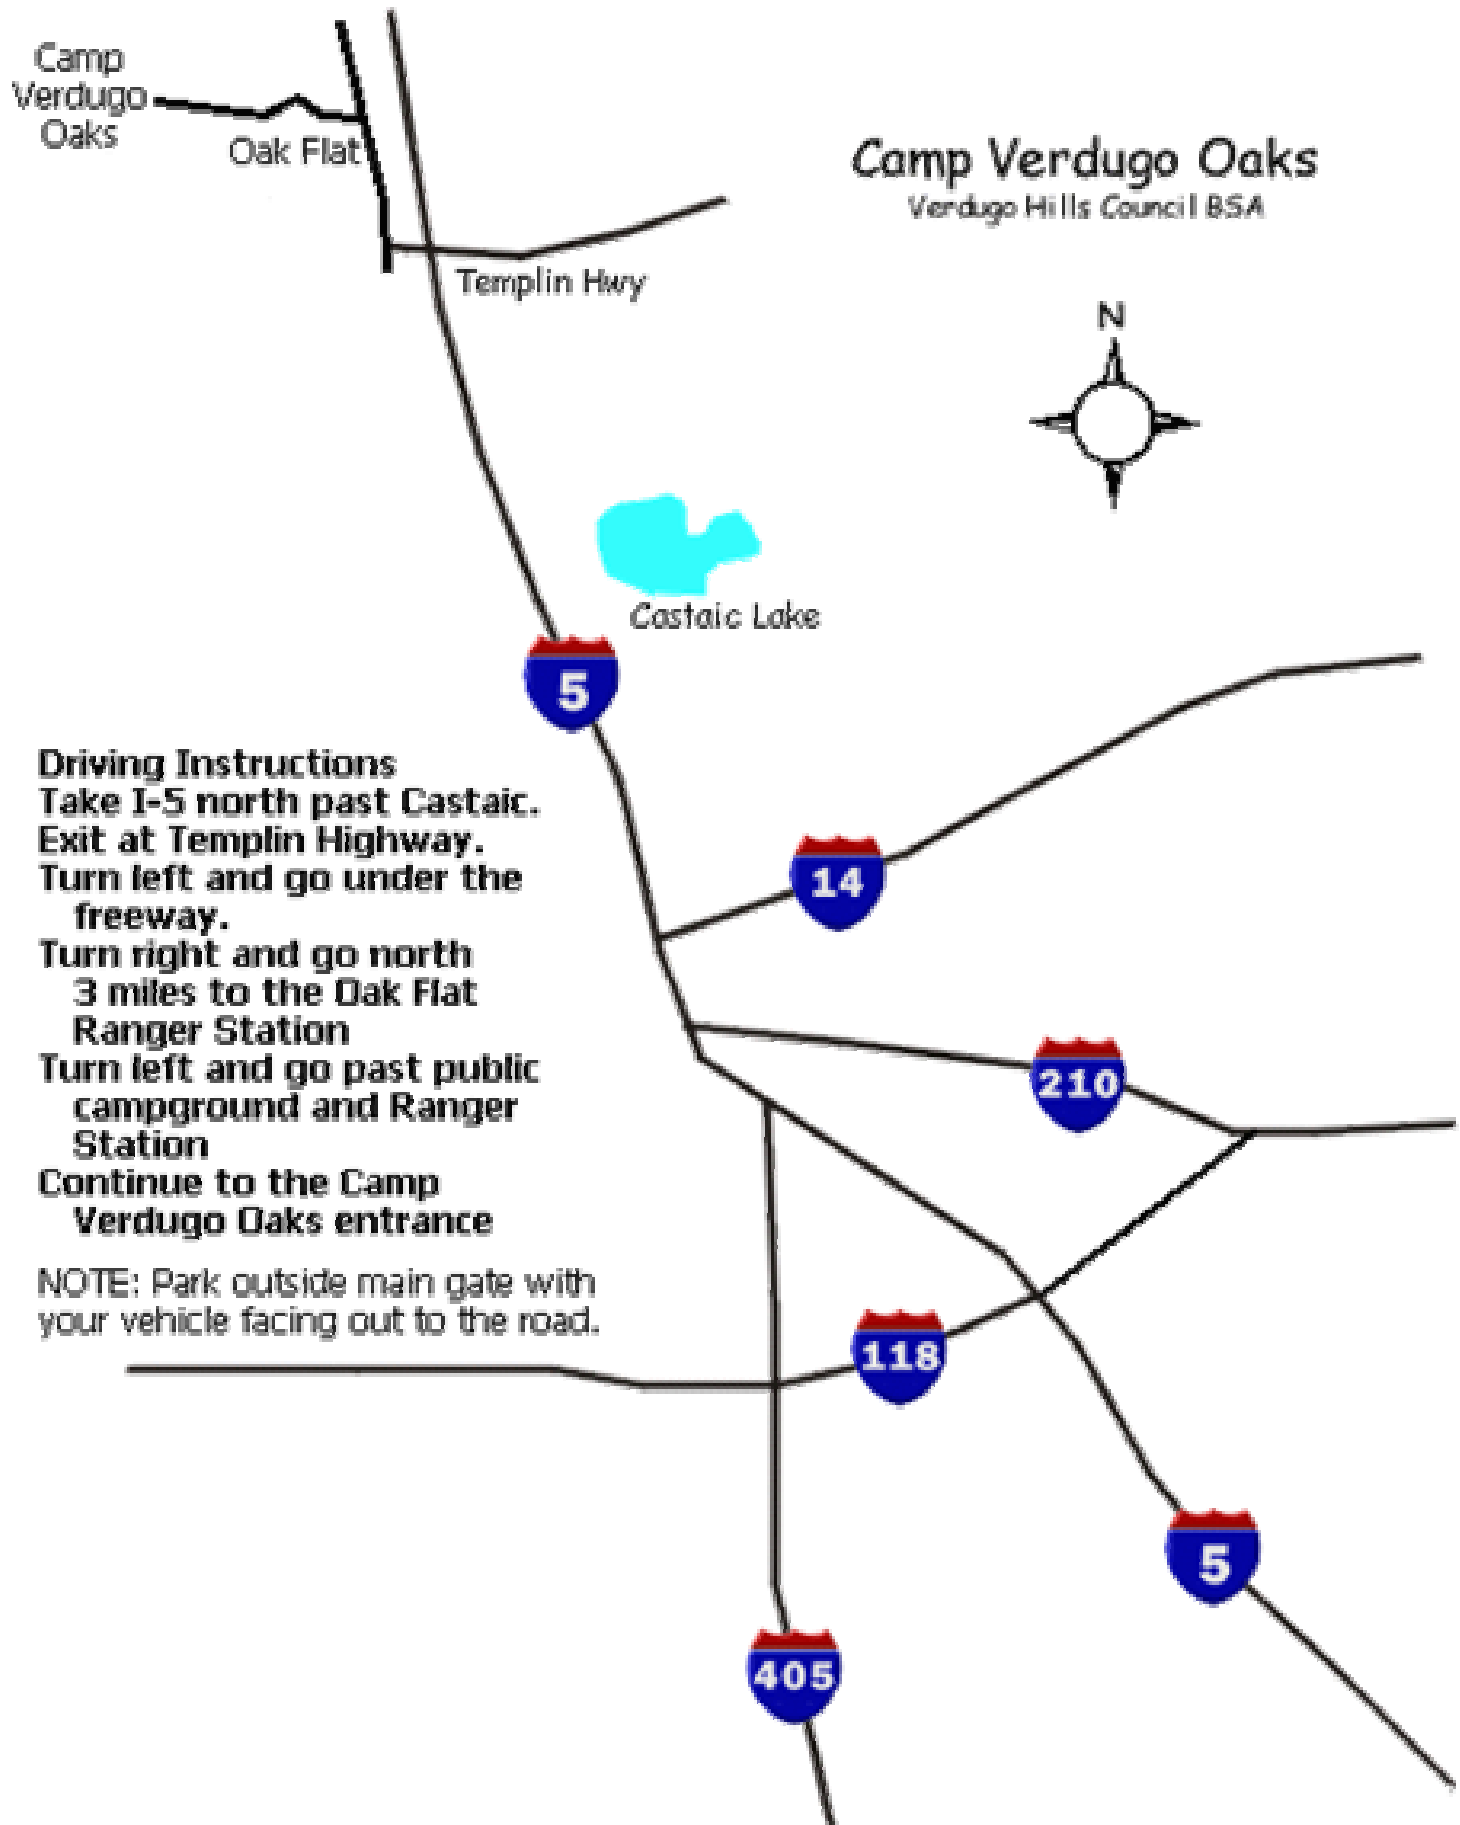 Camp
Verdugo
Oaks
Oak Flat
Camp Verdugo Oaks
Verdugo Hills Council BSA
Templin Hwy
N
Castaic Lake
5
Driving Instructions
Take I-5 north past Castaic.
Exit at Templin Highway.
Turn left and go under the
freeway.
Turn right and go north
3 miles to the Oak Flat
Ranger Station
Turn left and go past public
campground and Ranger
Station
Continue to the Camp
Verdugo Oaks entrance
NOTE: Park outside main gate with
your vehicle facing out to the road.
14
210
118
5
405